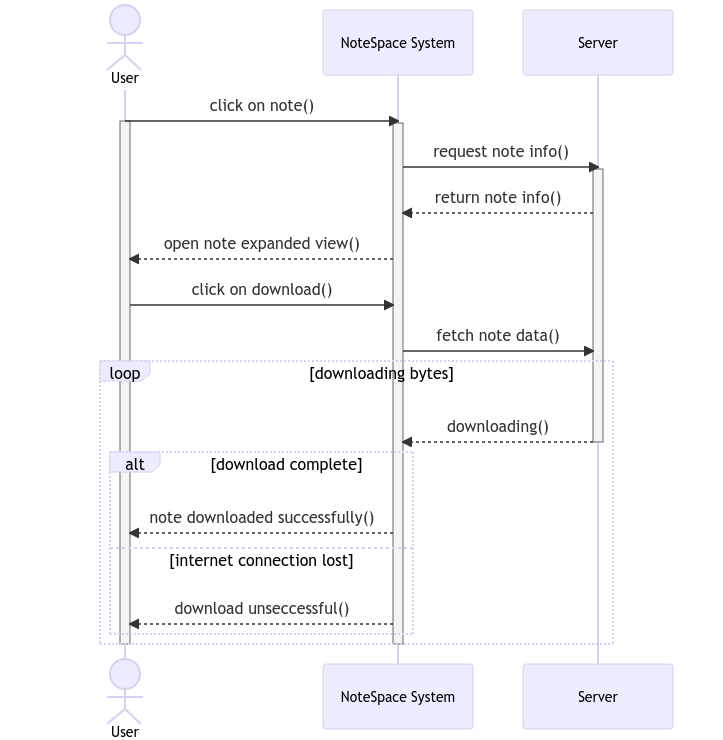 User
NoteSpace System
Server
click on note()
request note info()
return note info()
open note expanded view()
click on download()
fetch note data()
loop
[downloading bytes]
downloading()
alt
[download complete]
note downloaded successfully()
[internet connection lost]
download unseccessful()
User
NoteSpace System
Server